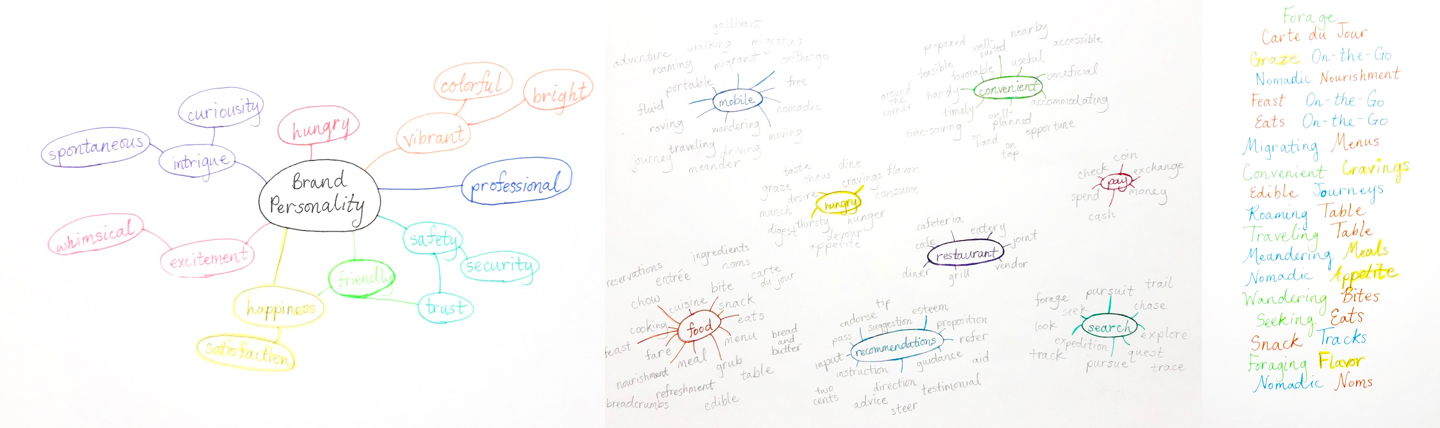 colorful
bright
curiousity
hungry
vibrant
spontaneous
intrigue
Brand
Personality
professional
whimsical
excitement
safety
security
friendly
happiness
trust
satisfaction
gallivant
walking
migrating
adventure
roaming
migrant
on-the-go
portable
free
mobile
fluid
nomadic
roving
wandering
moving
traveling
driving
journey
meander
nearby
prepared
well-
suited
accessible
feasible
useful
favorable
beneficial
convenient
around
the
handy
accommodating
timely
well-
planned
opportune
time-saving
hand
on
tap
coin
check
exchange
pay
spend
money
cash
dine
taste
chew
cravings
flavor
graze
desire
consume
hungry
munch
thirsty
hunger
digest
devour
appetite
cafeteria
eatery
cafe
joint
restaurant
diner
grill
vendor
ingredients
reservations
noms
entrée
carte
du jour
bite
chow
cuisine
snack
cooking
food
eats
feast
menu
bread
and
butter
fare
meal
grub
nourishment
table
refreshment
breadcrumbs
edible
tip
esteem
endorse
suggestion
proposition
pass
refer
recommendations
input
guidance
aid
instruction
two
cents
direction
testimonial
advice
steer
pursuit
trail
forage
seek
chase
look
search
explore
expedition
quest
track
pursue
trace
Forage
Carte du Jour
Graze On-the-Go
Nomadic Nourishment
Feast On-the-Go
Eats On-the-Go
Migrating Menus
Convenient Cravings
Edible Journeys
Roaming Table
Traveling Table
Meandering Meals
Nomadic Appetite
Wandering Bites
Seeking Eats
Snack Tracks
Foraging Flavor
Nomadic Noms